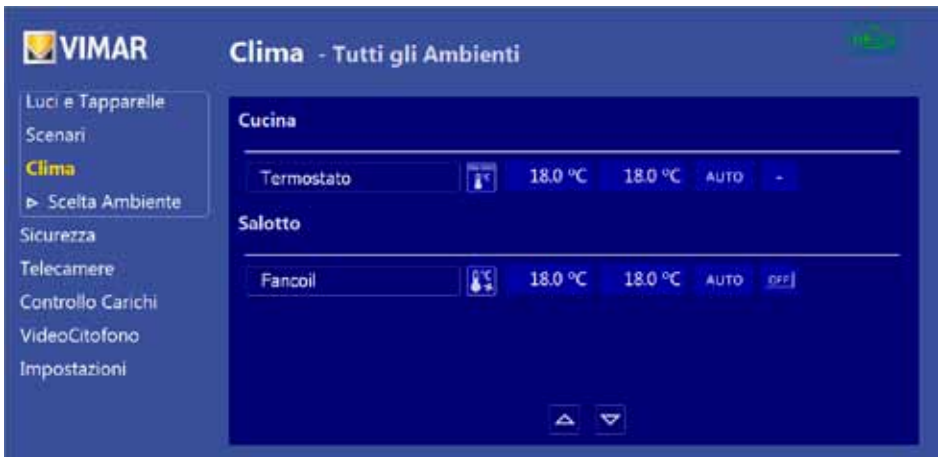 VIMAR
Clima - Tutti gli Ambienti
Luci e Tapparelle
Scenari
Clima
Scelta Ambiente
Sicurezza
Telecamere
Controllo Carichi
VideoCitofono
Impostazioni
Cucina
Termostato 18.0 °C 18.0 °C AUTO -
Salotto
Fancoil 18.0 °C 18.0 °C AUTO OFF